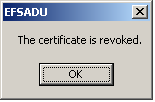 EFSADU
The certificate is revoked.
OK